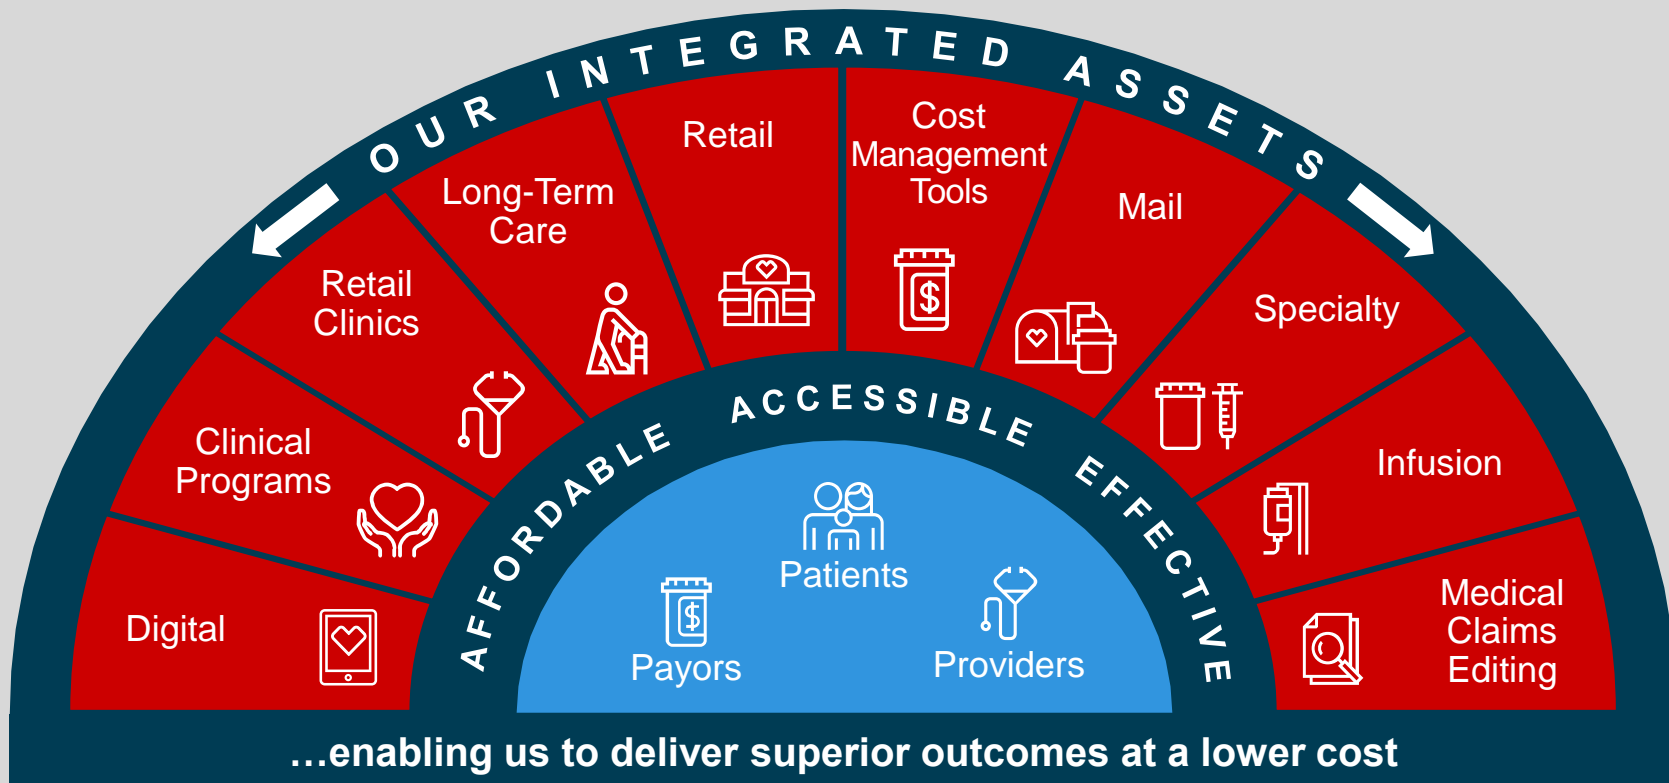 OUR INTEGRATED ASSETS
Digital
Clinical
Programs
Retail
Clinics
Long-Term
Care
Retail
Cost
Management
Tools
Mail
Specialty
Infusion
Medical
Claims
Editing
AFFORDABLE ACCESSIBLE EFFECTIVE
Patients
Payors
Providers
$
$
...enabling us to deliver superior outcomes at a lower cost